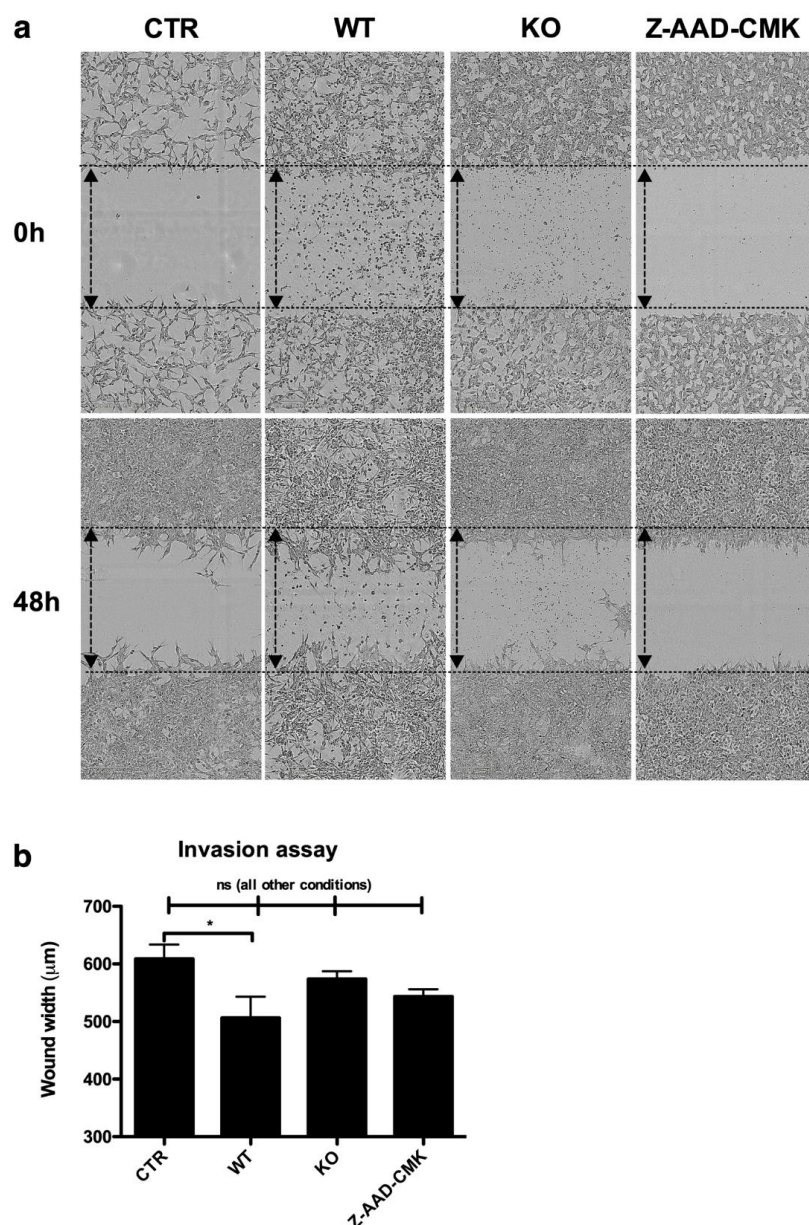 a
CTR WT KO Z-AAD-CMK
0h
48h
b
Invasion assay
ns (all other conditions)
*
Wound width (μm)
700
600
500
400
300
CTR
WT
KO
Z-AAD-CMK